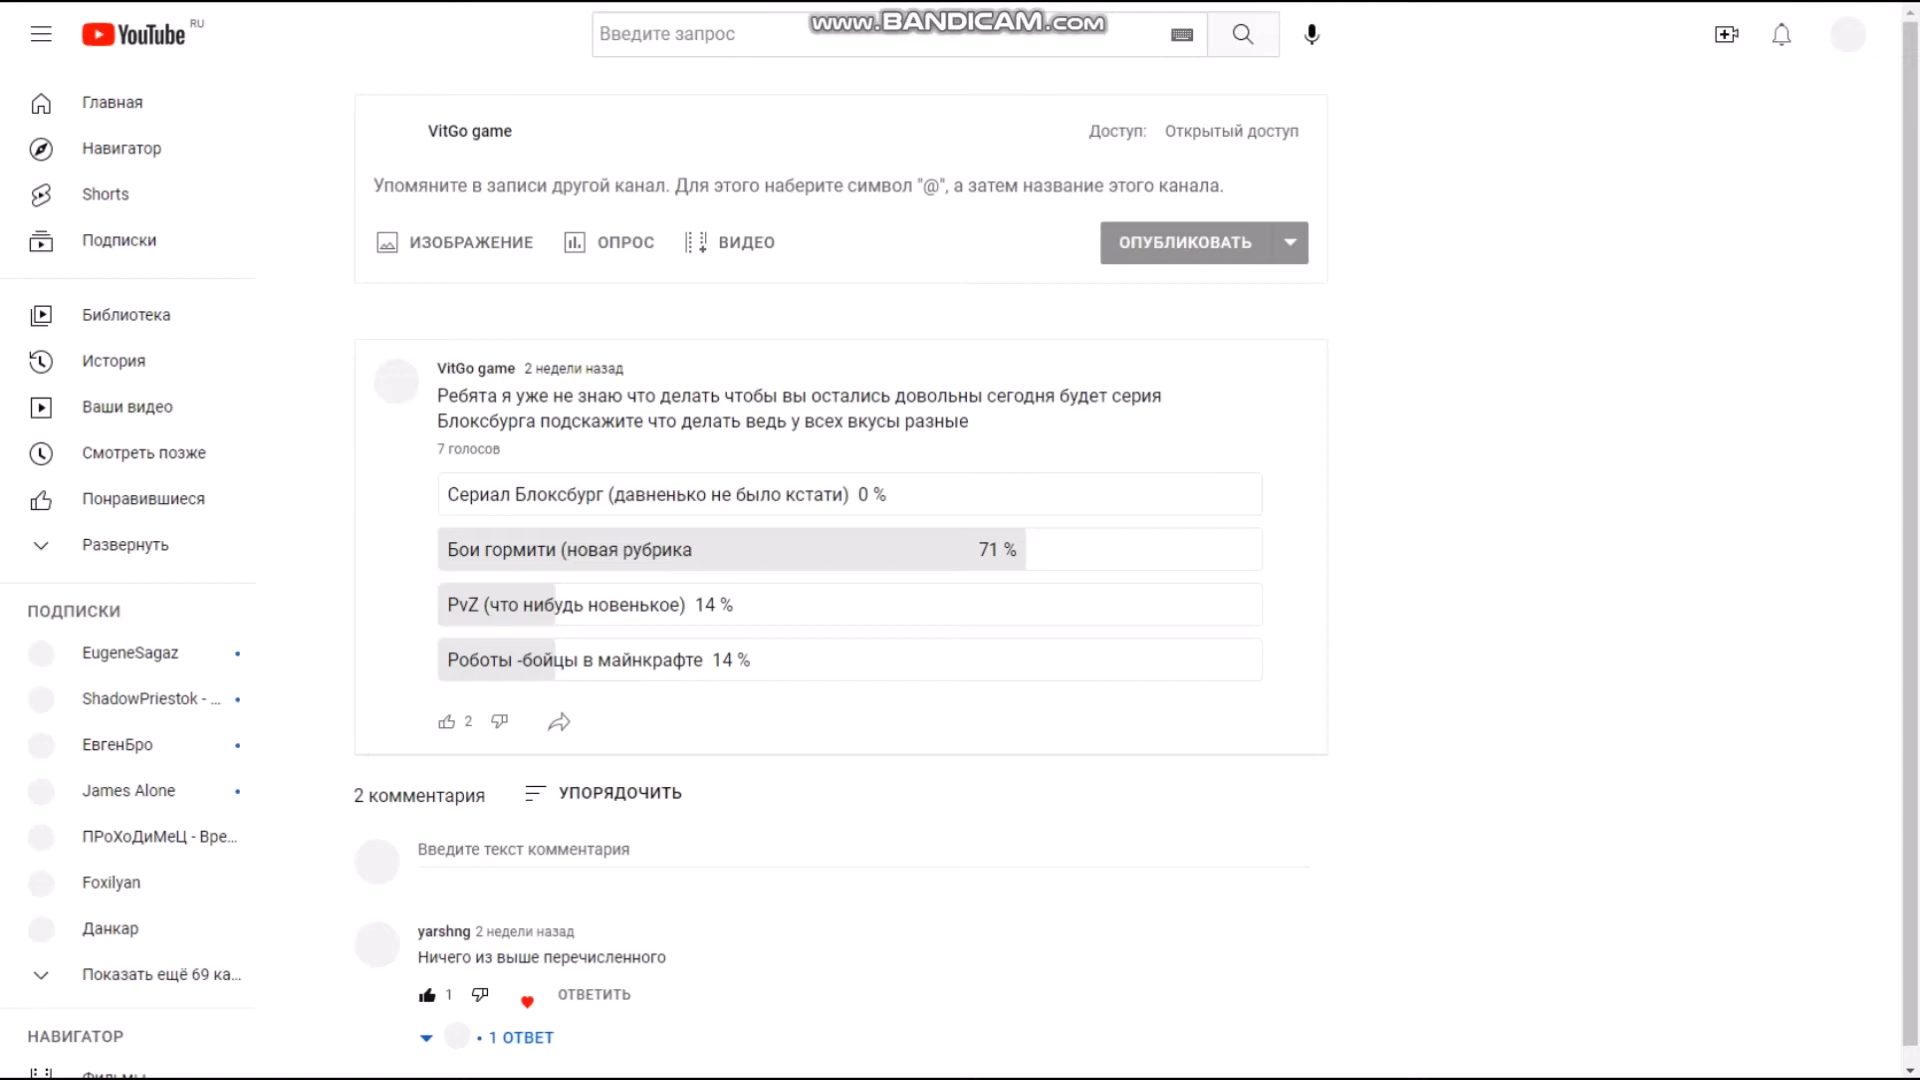 YouTube RU
Введите запрос
www.BANDICAM.com
Главная
Навигатор
Shorts
Подписки
Библиотека
История
Ваши видео
Смотреть позже
Понравившиеся
Развернуть
ПОДПИСКИ
EugeneSagaz
ShadowPriestok - ...
ЕвгенБро
James Alone
ПРоХоДиМеЦ - Вре...
Foxilyan
Данкар
Показать ещё 69 ка...
НАВИГАТОР
VitGo game
Доступ: Открытый доступ
Упомяните в записи другой канал. Для этого наберите символ "@", а затем название этого канала.
ИЗОБРАЖЕНИЕ ОПРОС ВИДЕО
ОПУБЛИКОВАТЬ
VitGo game 2 недели назад
Ребята я уже не знаю что делать чтобы вы остались довольны сегодня будет серия
Блоксбурга подскажите что делать ведь у всех вкусы разные
7 голосов
Сериал Блоксбург (давненько не было кстати) 0 %
Бои гормити (новая рубрика 71 %
PvZ (что нибудь новенькое) 14 %
Роботы -бойцы в майнкрафте 14 %
2
2 комментария УПОРЯДОЧИТЬ
Введите текст комментария
yarshng 2 недели назад
Ничего из выше перечисленного
1 ОТВЕТИТЬ
• 1 ОТВЕТ